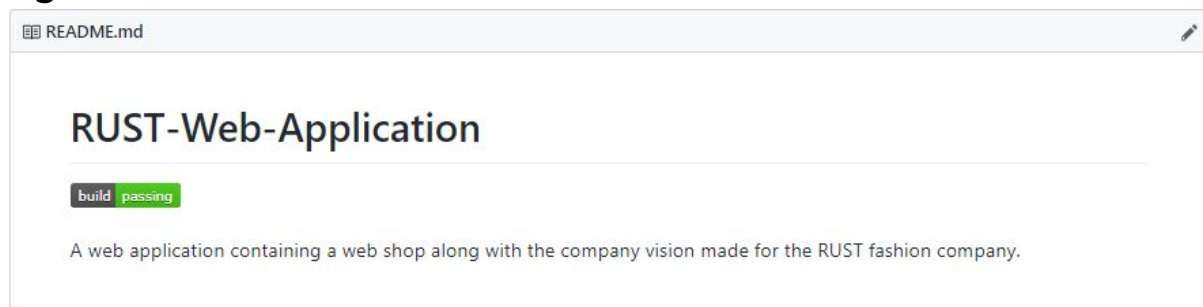 README.md
RUST-Web-Application
build passing
A web application containing a web shop along with the company vision made for the RUST fashion company.